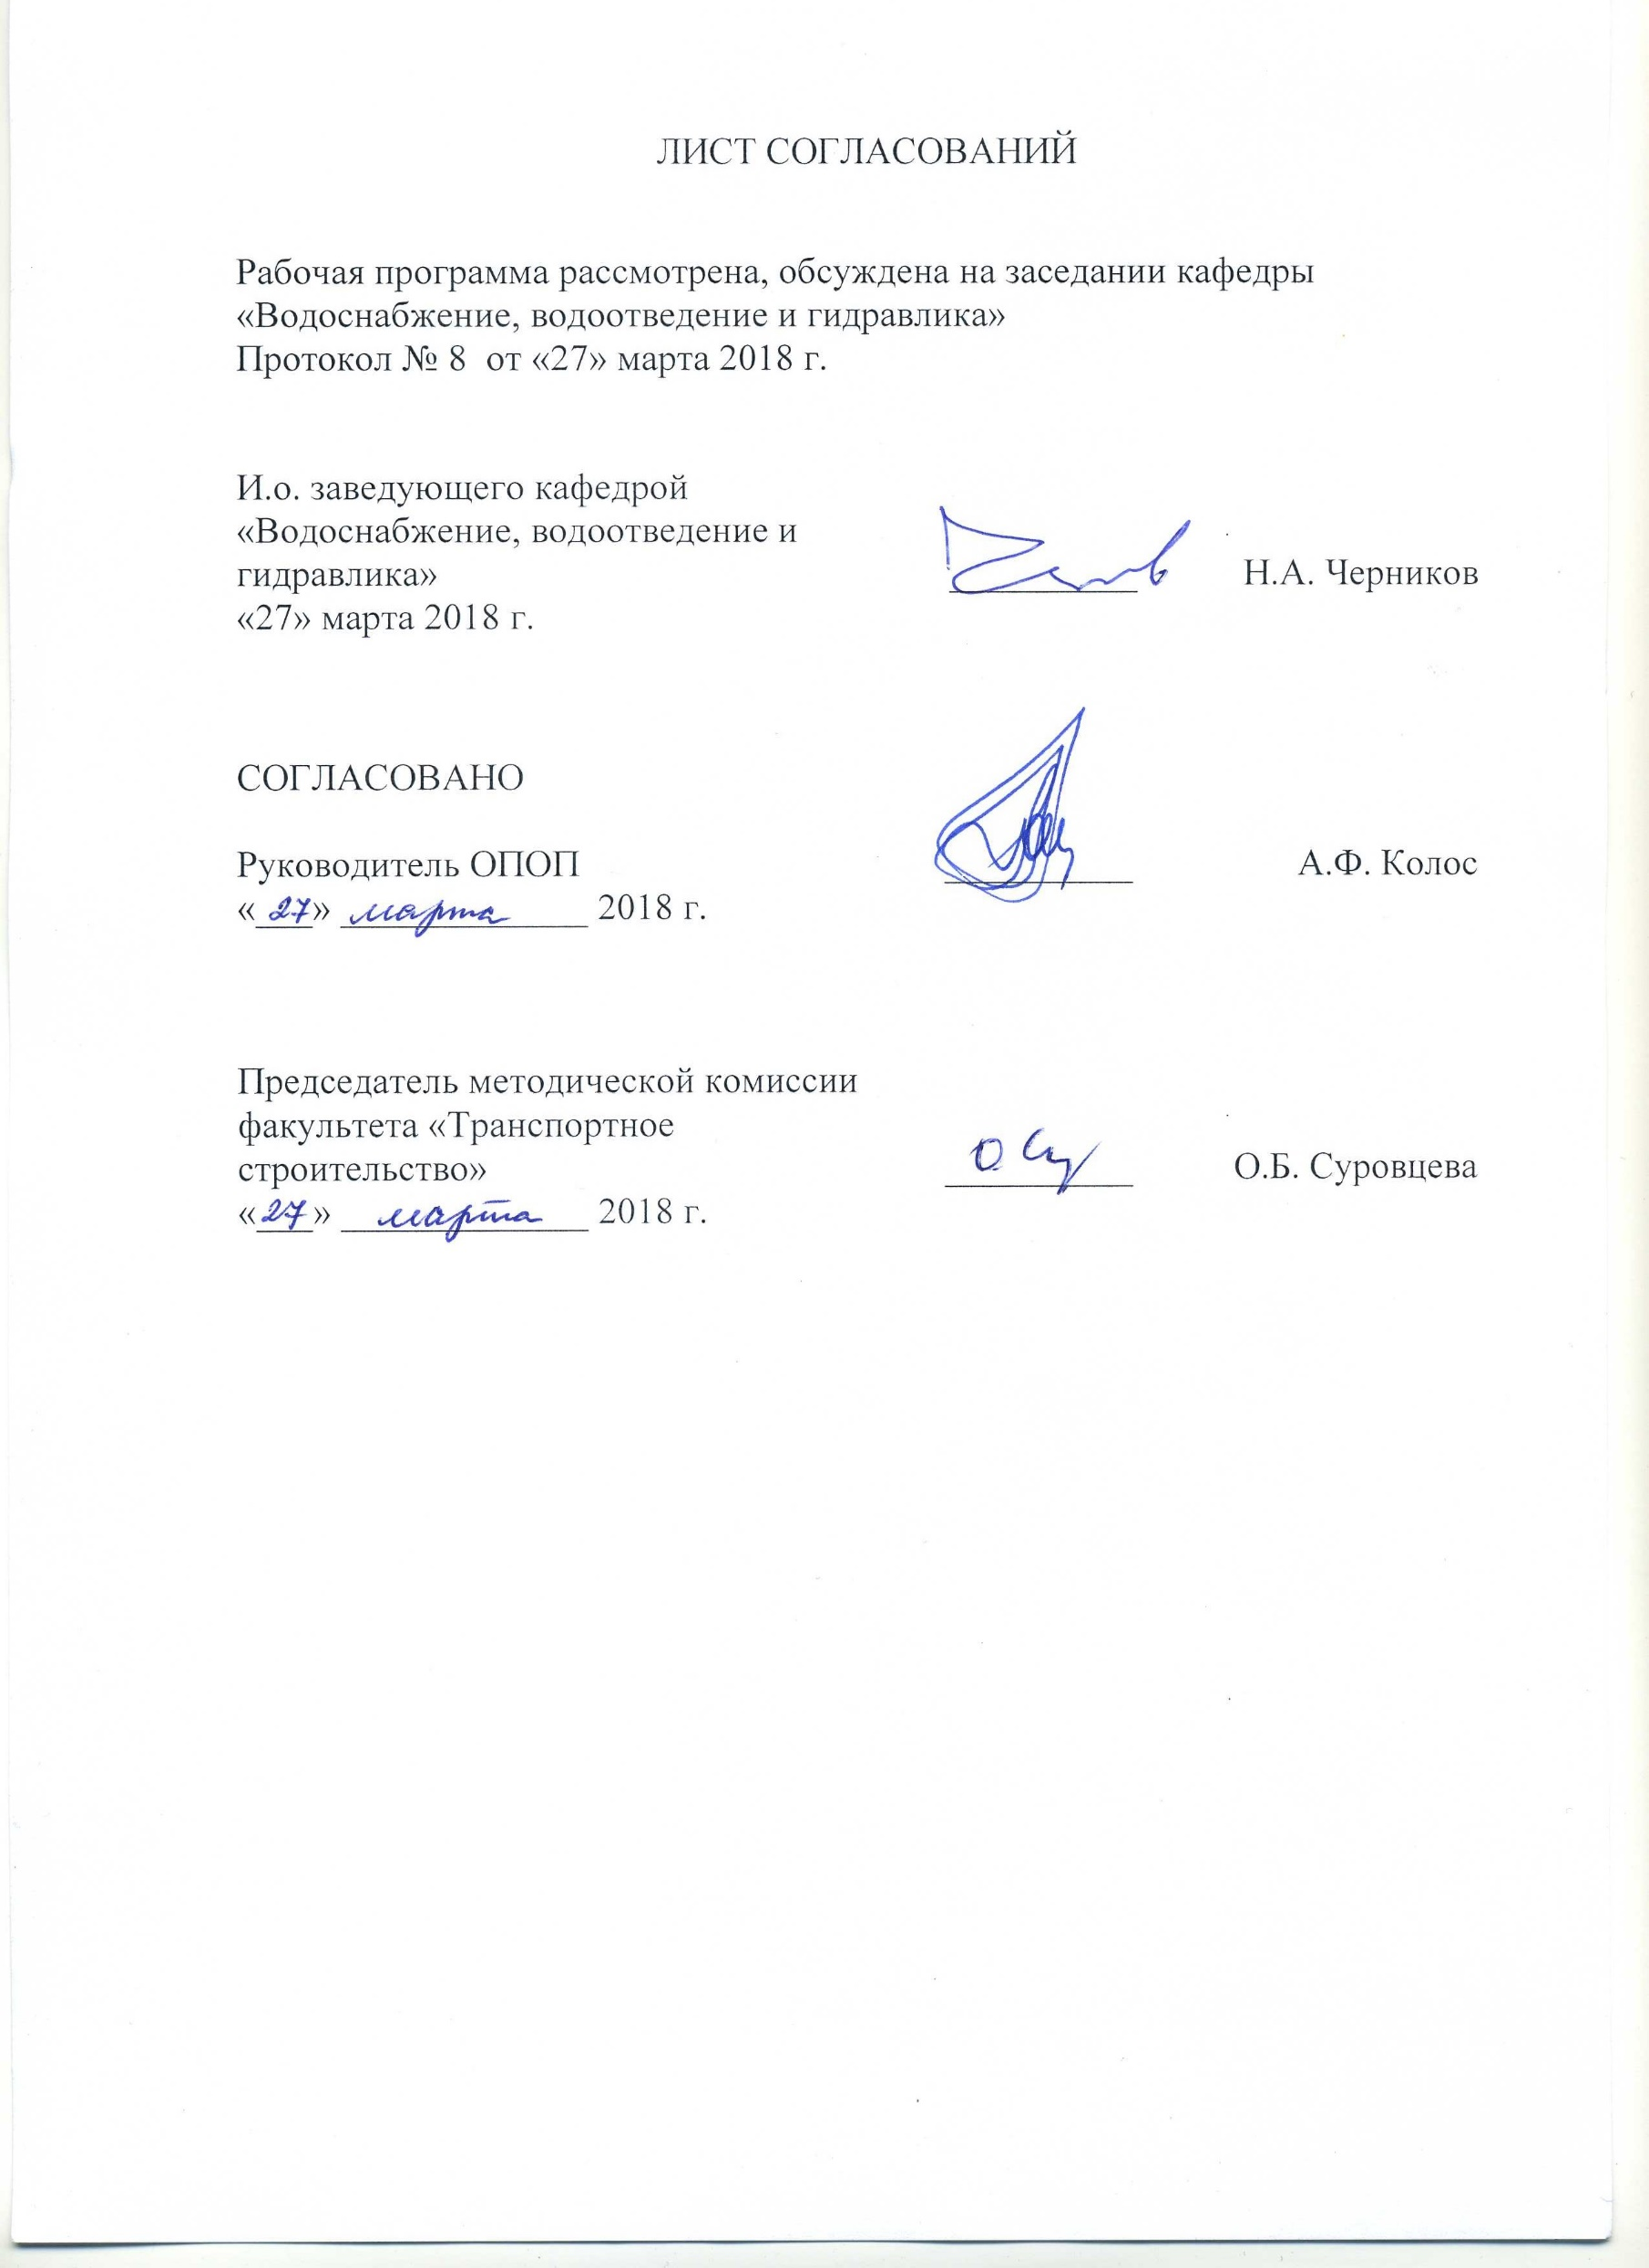 ЛИСТ СОГЛАСОВАНИЙ
Рабочая программа рассмотрена, обсуждена на заседании кафедры
«Водоснабжение, водоотведение и гидравлика»
Протокол № 8 от «27» марта 2018 г.
И.о. заведующего кафедрой
«Водоснабжение, водоотведение и
гидравлика» Н.А. Черников
«27» марта 2018 г.
СОГЛАСОВАНО
Руководитель ОПОП А.Ф. Колос
«27» марта 2018 г.
Председатель методической комиссии
факультета «Транспортное
строительство» О.Б. Суровцева
«27» марта 2018 г.